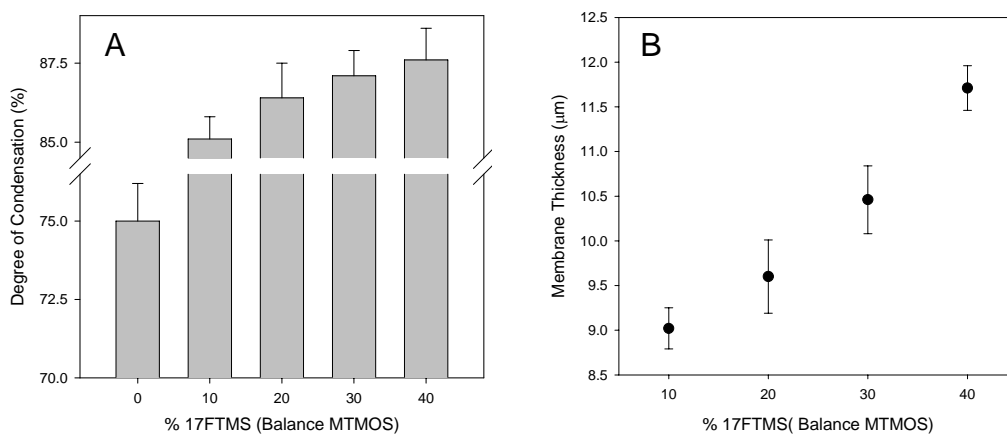 A
Degree of Condensation (%)
87.5
85.0
75.0
72.5
70.0
0 10 20 30 40
% 17FTMS (Balance MTMOS)
B
Membrane Thickness (μm)
12.5
12.0
11.5
11.0
10.5
10.0
9.5
9.0
8.5
10 20 30 40
% 17FTMS( Balance MTMOS)